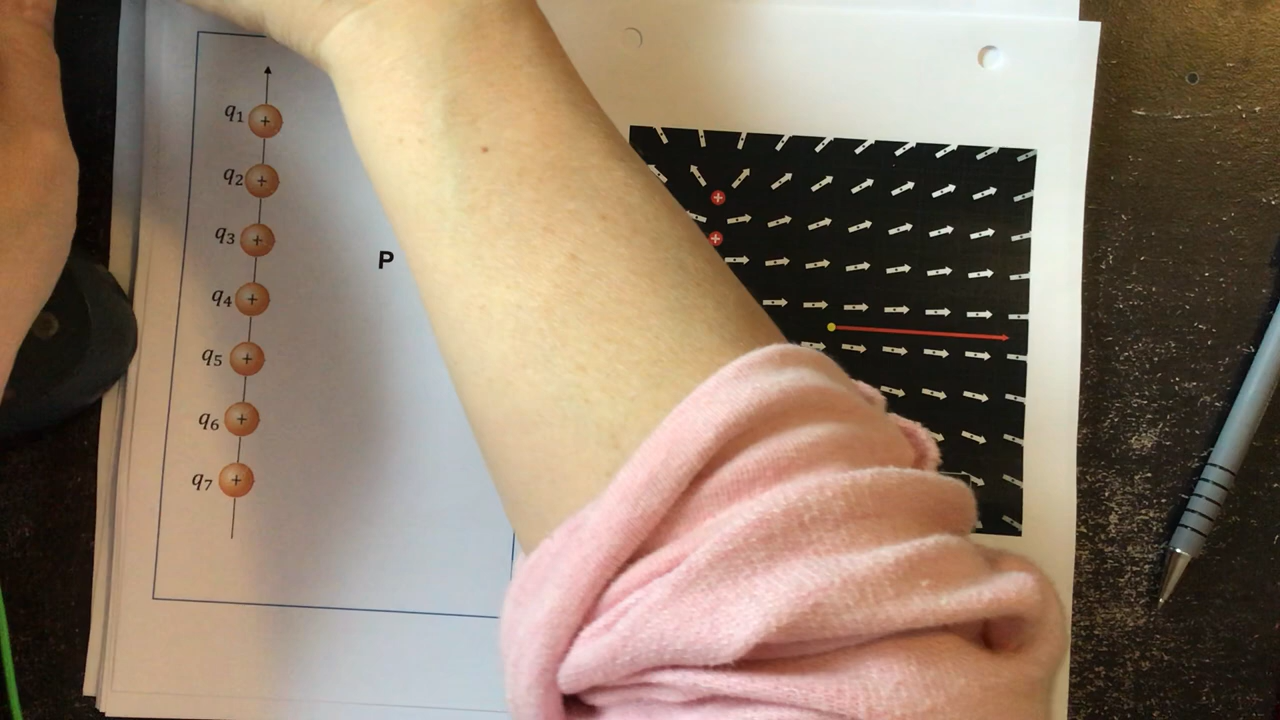 q₁
+
q₂
+
q₃
+
P
q₄
+
q₅
+
q₆
+
q₇
+
+
+